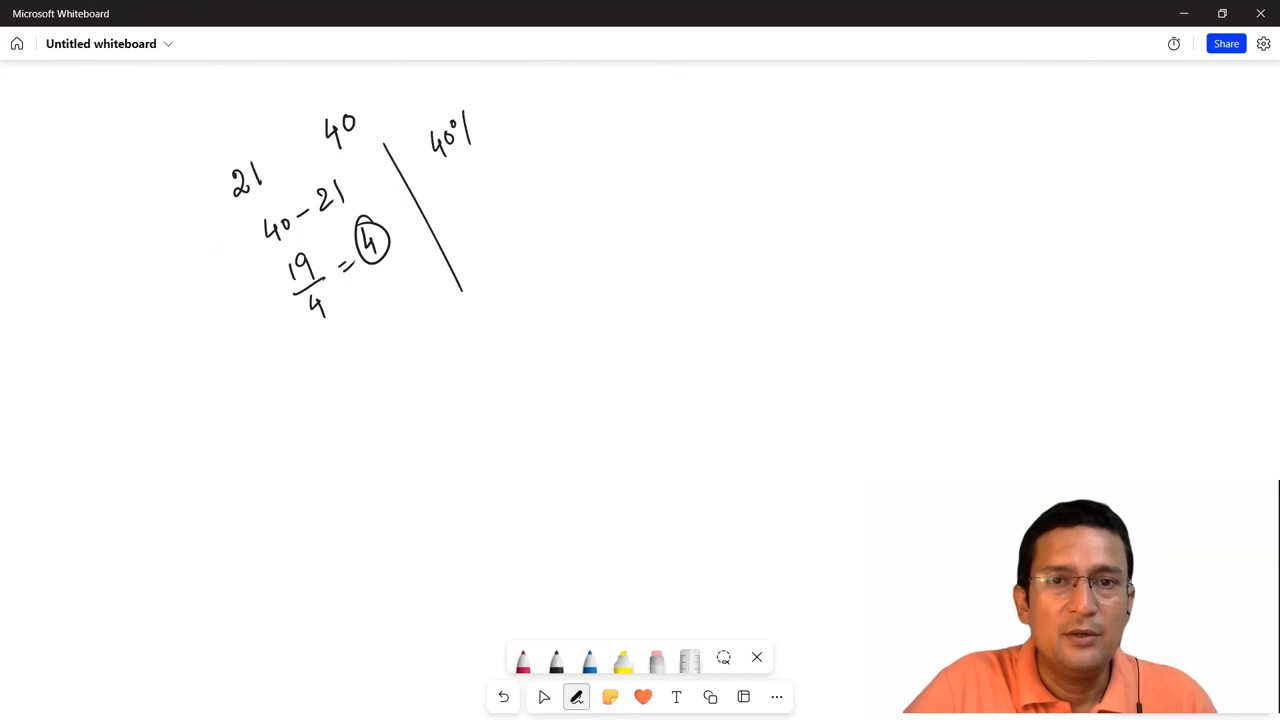 Microsoft Whiteboard
Untitled whiteboard
Share
40
40%
21
40 - 21
19/4 = 4
T